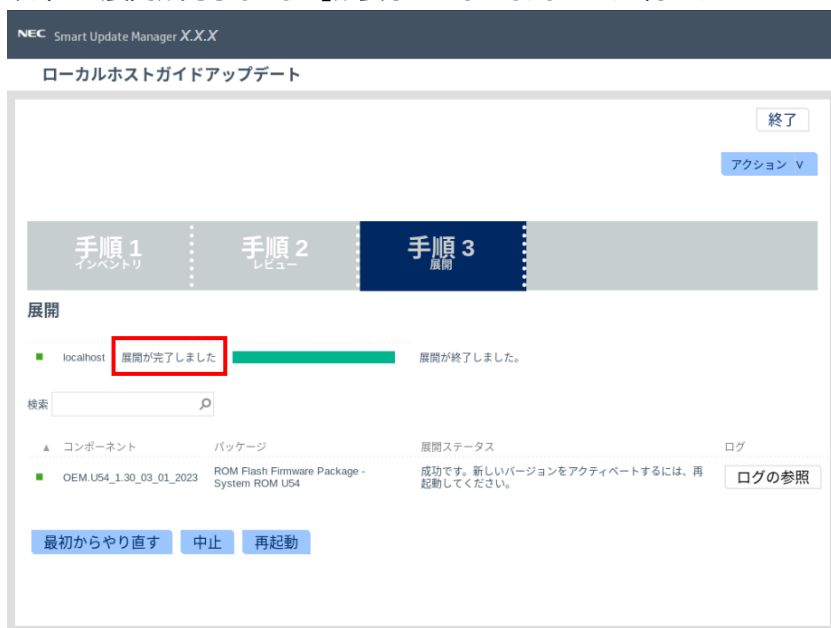 NEC Smart Update Manager X.X.X
ローカルホストガイドアップデート
終了
アクション ∨
手順 1
インベントリ
手順 2
レビュー
手順 3
展開
展開
localhost 展開が完了しました 展開が終了しました。
検索
▲ コンポーネント パッケージ 展開ステータス ログ
OEM.U54_1.30_03_01_2023
ROM Flash Firmware Package -
System ROM U54
成功です。新しいバージョンをアクティベートするには、再
起動してください。
ログの参照
最初からやり直す 中止 再起動